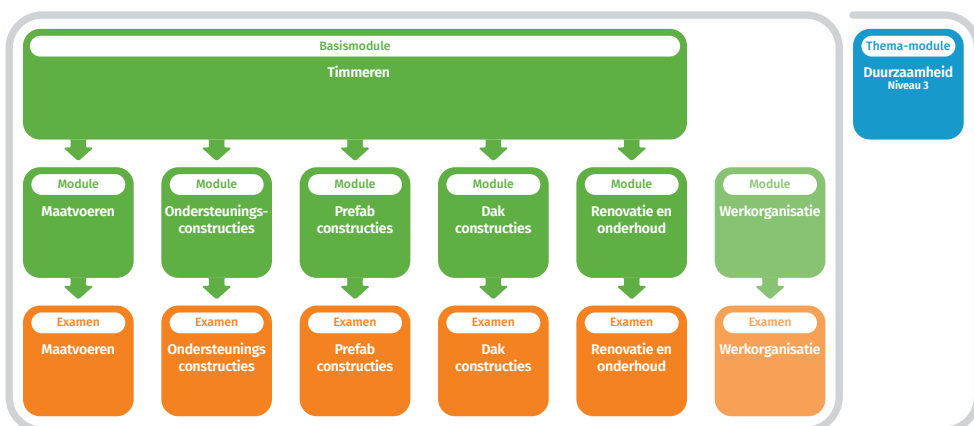 Basismodule
Timmeren
Thema-module
Duurzaamheid
Niveau 3
Module
Maatvoeren
Module
Ondersteunings-
constructies
Module
Prefab
constructies
Module
Dak
constructies
Module
Renovatie en
onderhoud
Module
Werkorganisatie
Examen
Maatvoeren
Examen
Ondersteunings
constructies
Examen
Prefab
constructies
Examen
Dak
constructies
Examen
Renovatie en
onderhoud
Examen
Werkorganisatie